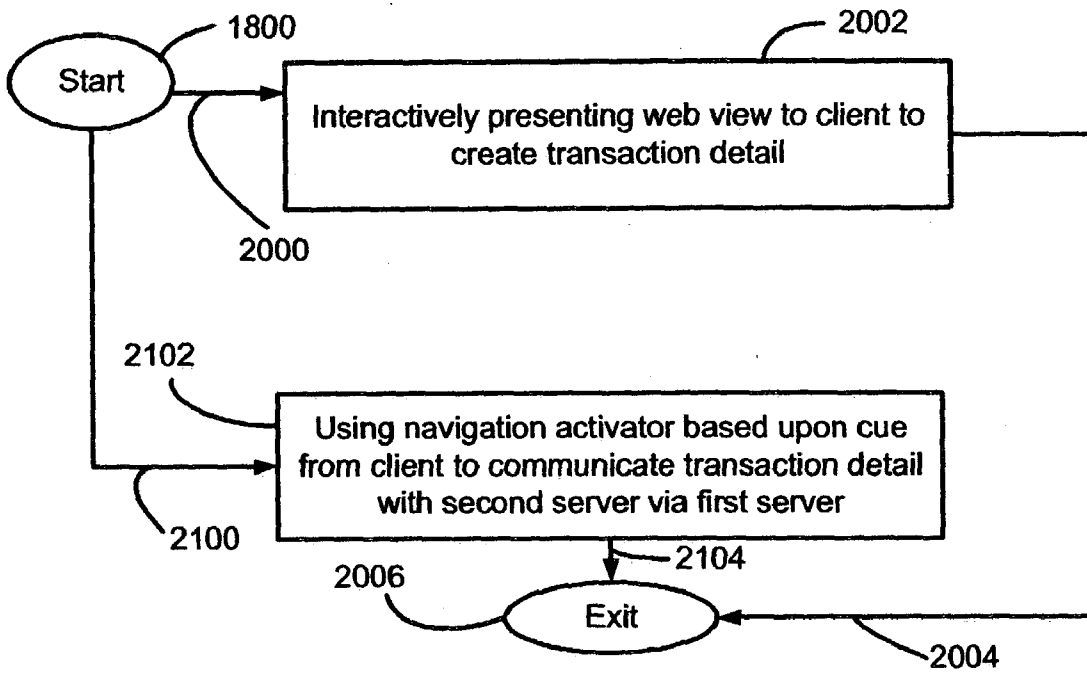 1800
2002
Start
Interactively presenting web view to client to
create transaction detail
2000
2102
Using navigation activator based upon cue
from client to communicate transaction detail
with second server via first server
2100
2104
2006
Exit
2004